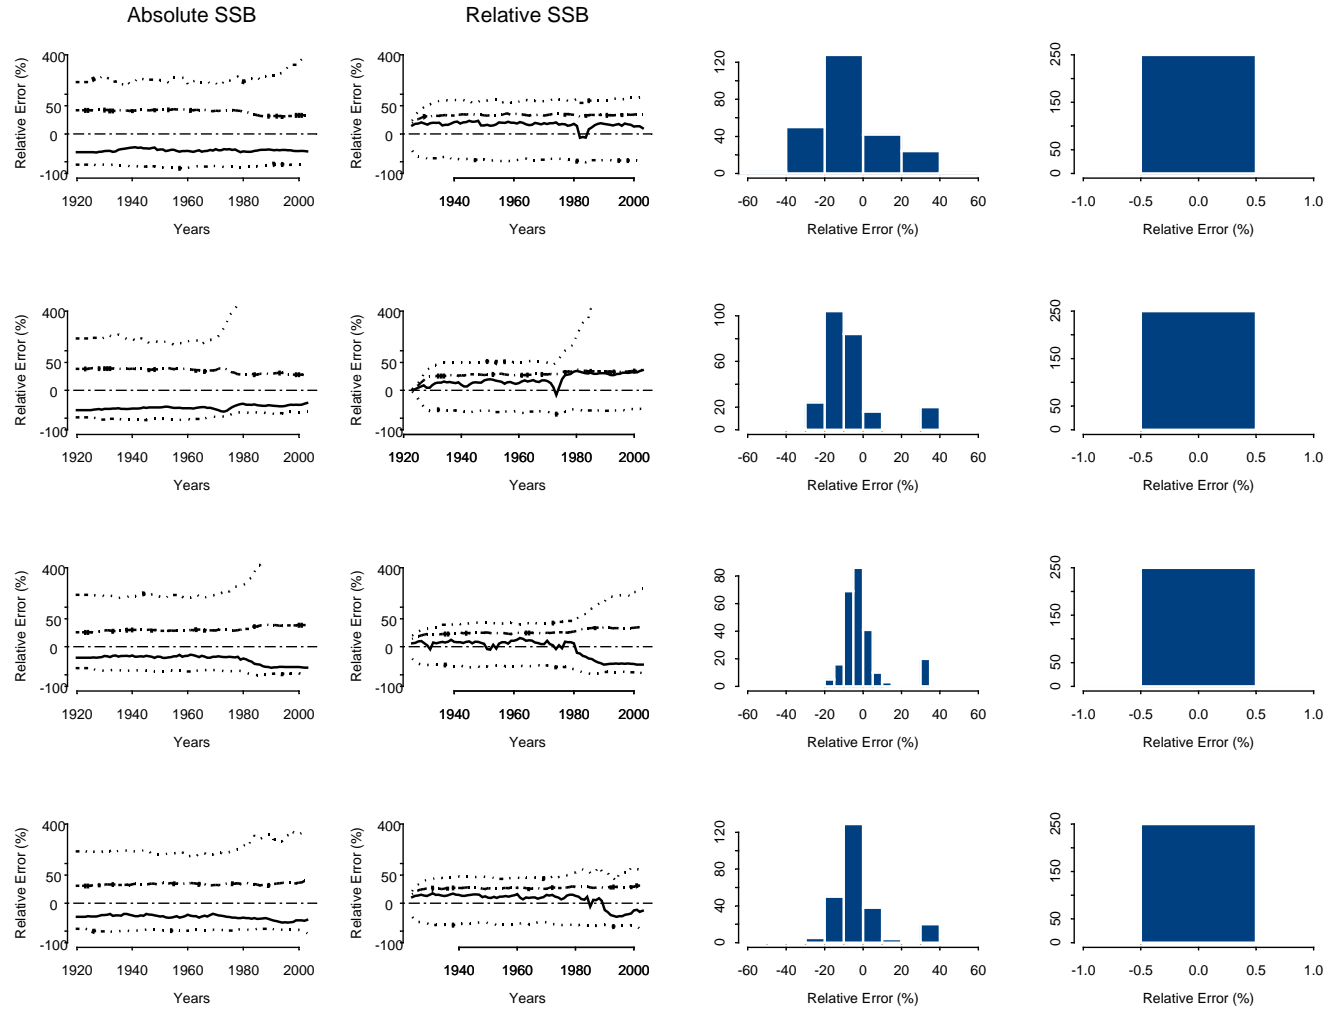 Absolute SSB
Relative SSB
Relative Error (%)
400
50
0
-100
1920 1940 1960 1980 2000
Years
Relative Error (%)
400
50
0
-100
1940 1960 1980 2000
Years
0 40 80 120
-60 -40 -20 0 20 40 60
Relative Error (%)
0 50 150 250
-1.0 -0.5 0.0 0.5 1.0
Relative Error (%)
Relative Error (%)
400
50
0
-100
1920 1940 1960 1980 2000
Years
Relative Error (%)
400
50
0
-100
1920 1940 1960 1980 2000
Years
0 20 60 100
-60 -40 -20 0 20 40 60
Relative Error (%)
0 50 150 250
-1.0 -0.5 0.0 0.5 1.0
Relative Error (%)
Relative Error (%)
400
50
0
-100
1920 1940 1960 1980 2000
Years
Relative Error (%)
400
50
0
-100
1940 1960 1980 2000
Years
0 20 40 60 80
-60 -40 -20 0 20 40 60
Relative Error (%)
0 50 150 250
-1.0 -0.5 0.0 0.5 1.0
Relative Error (%)
Relative Error (%)
400
50
0
-100
1920 1940 1960 1980 2000
Years
Relative Error (%)
400
50
0
-100
1940 1960 1980 2000
Years
0 40 80 120
-60 -40 -20 0 20 40 60
Relative Error (%)
0 50 150 250
-1.0 -0.5 0.0 0.5 1.0
Relative Error (%)